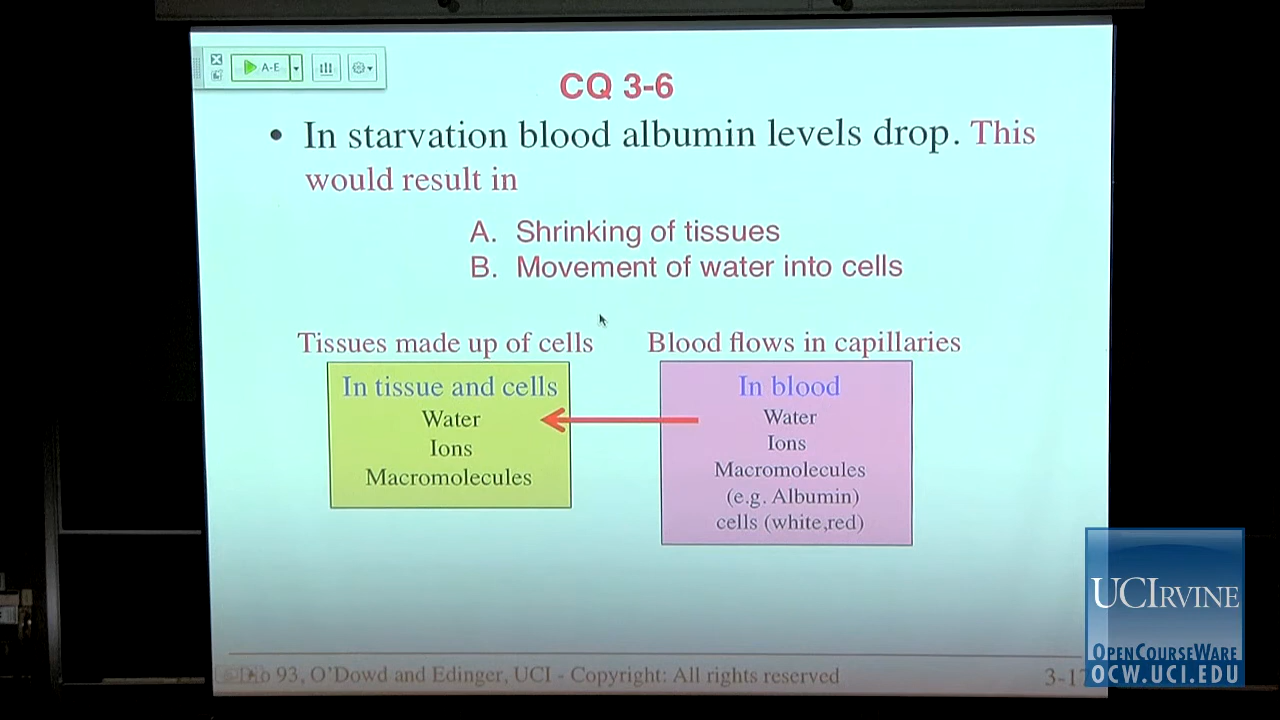 A-E
CQ 3-6
• In starvation blood albumin levels drop. This
would result in
A. Shrinking of tissues
B. Movement of water into cells
Tissues made up of cells
Blood flows in capillaries
In tissue and cells
Water
Ions
Macromolecules
In blood
Water
Ions
Macromolecules
(e.g. Albumin)
cells (white,red)
93, O'Dowd and Edinger, UCI - Copyright: All rights reserved
UCIRVINE
OPENCOURSEWARE
OCW.UCI.EDU